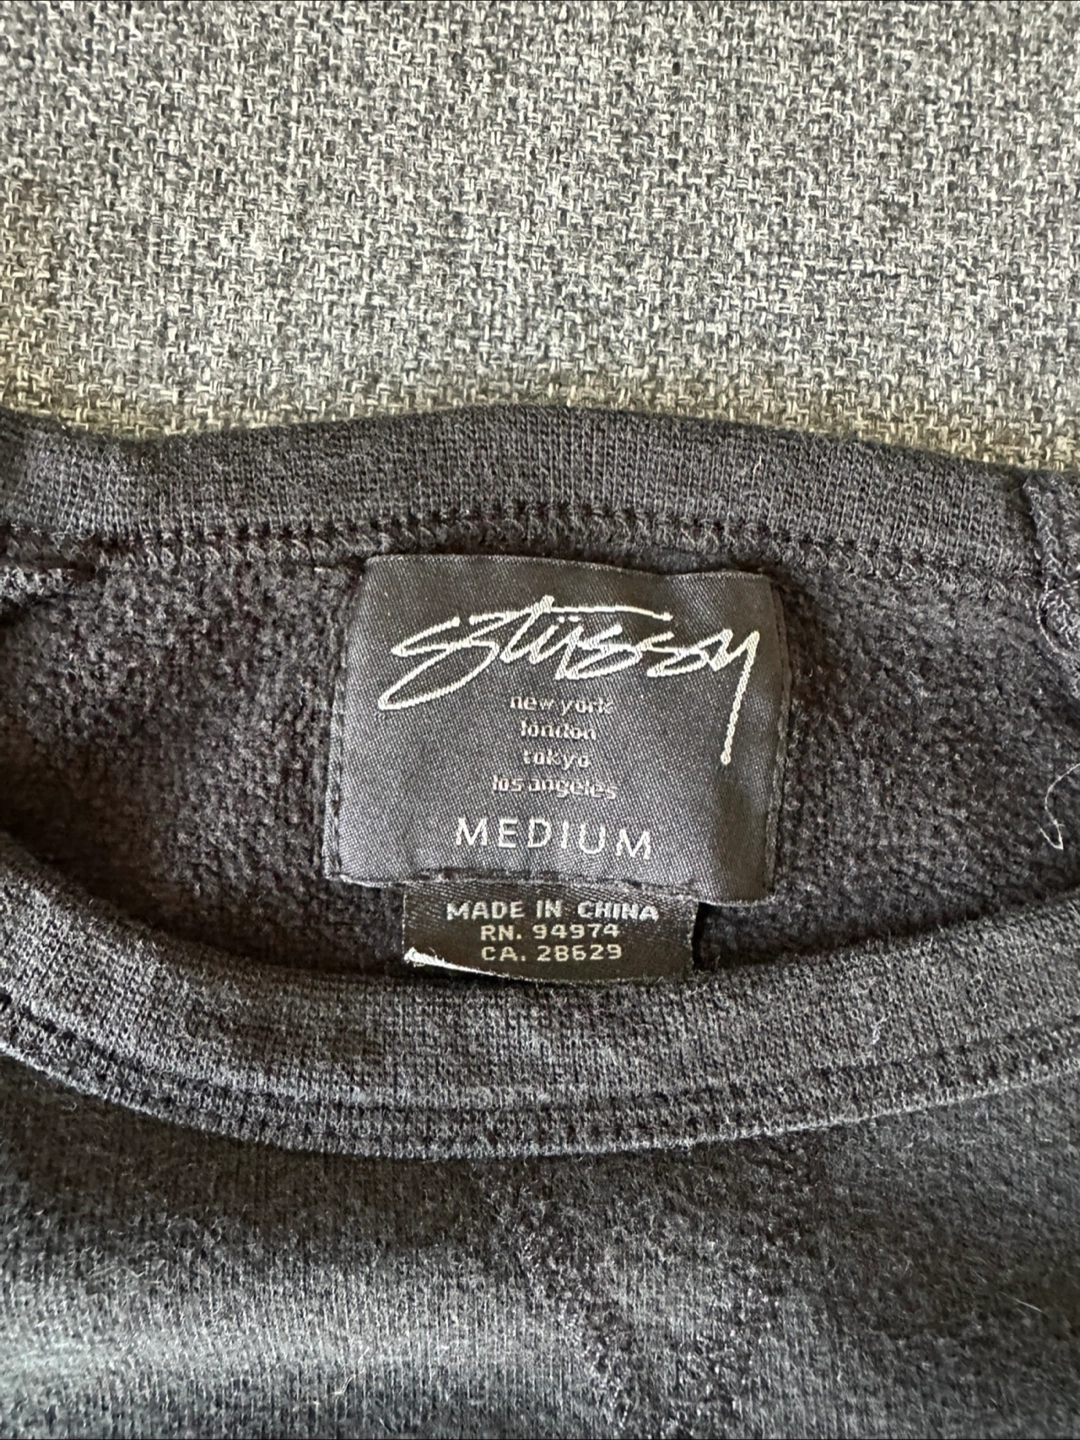 Stüssy
new york
london
tokyo
los angeles
MEDIUM
MADE IN CHINA
RN. 94974
CA. 28629